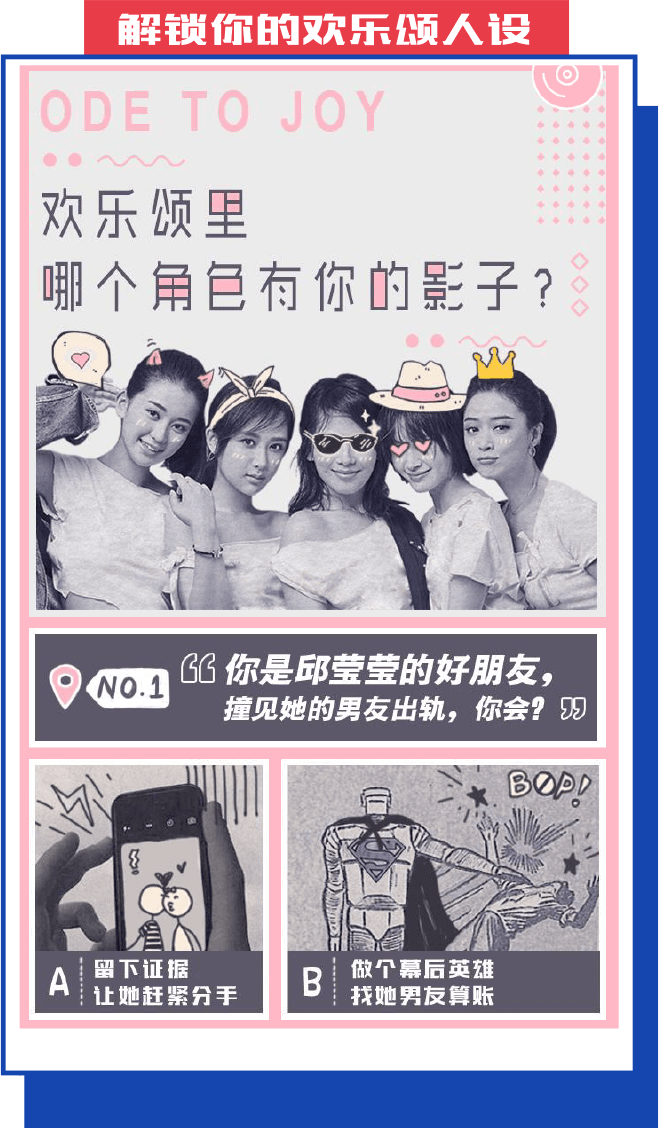 解锁你的欢乐颂人设
ODE TO JOY
欢乐颂里
哪个角色有你的影子?
NO.1
“你是邱莹莹的好朋友，
撞见她的男友出轨，你会?”
BOP!
A
留下证据
让她赶紧分手
B
做个幕后英雄
找她男友算账